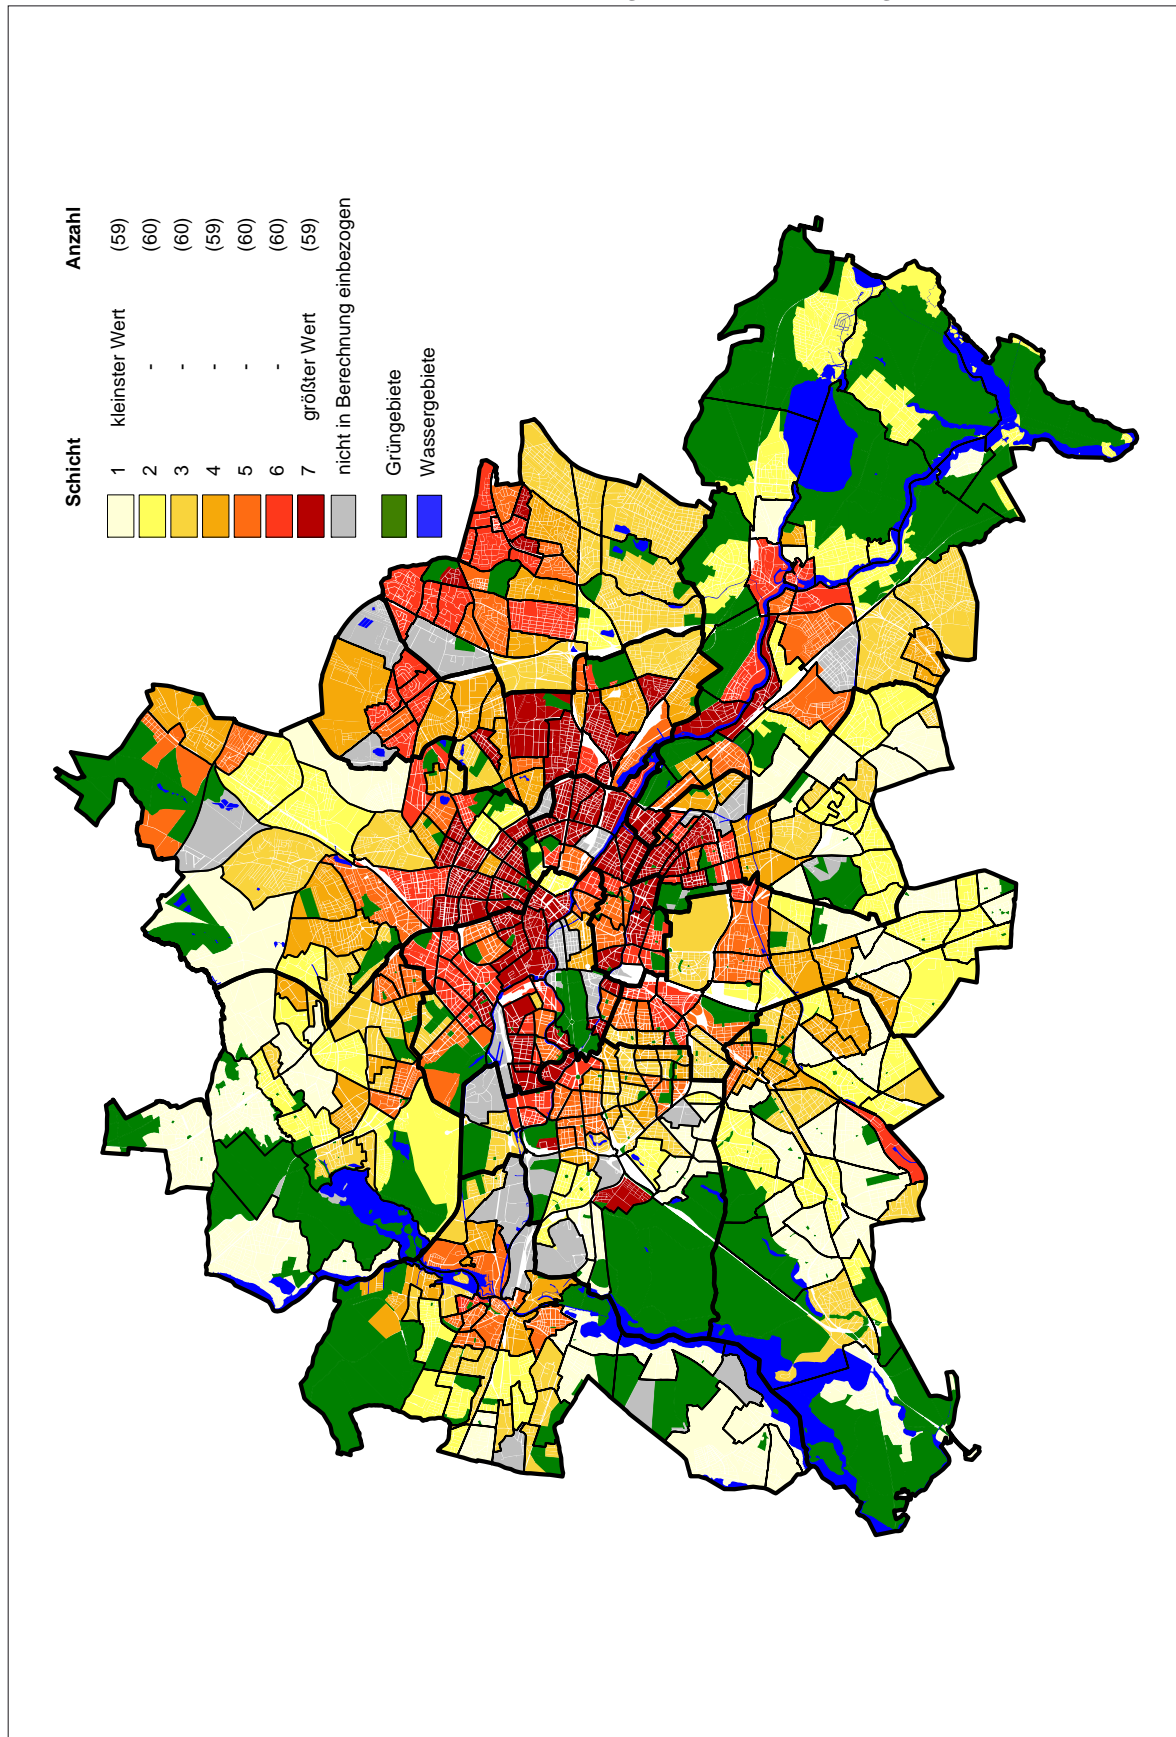 Schicht Anzahl
1 kleinster Wert (59)
2 - (60)
3 - (60)
4 - (59)
5 - (60)
6 - (60)
7 größter Wert (59)
nicht in Berechnung einbezogen
Grüngebiete
Wassergebiete